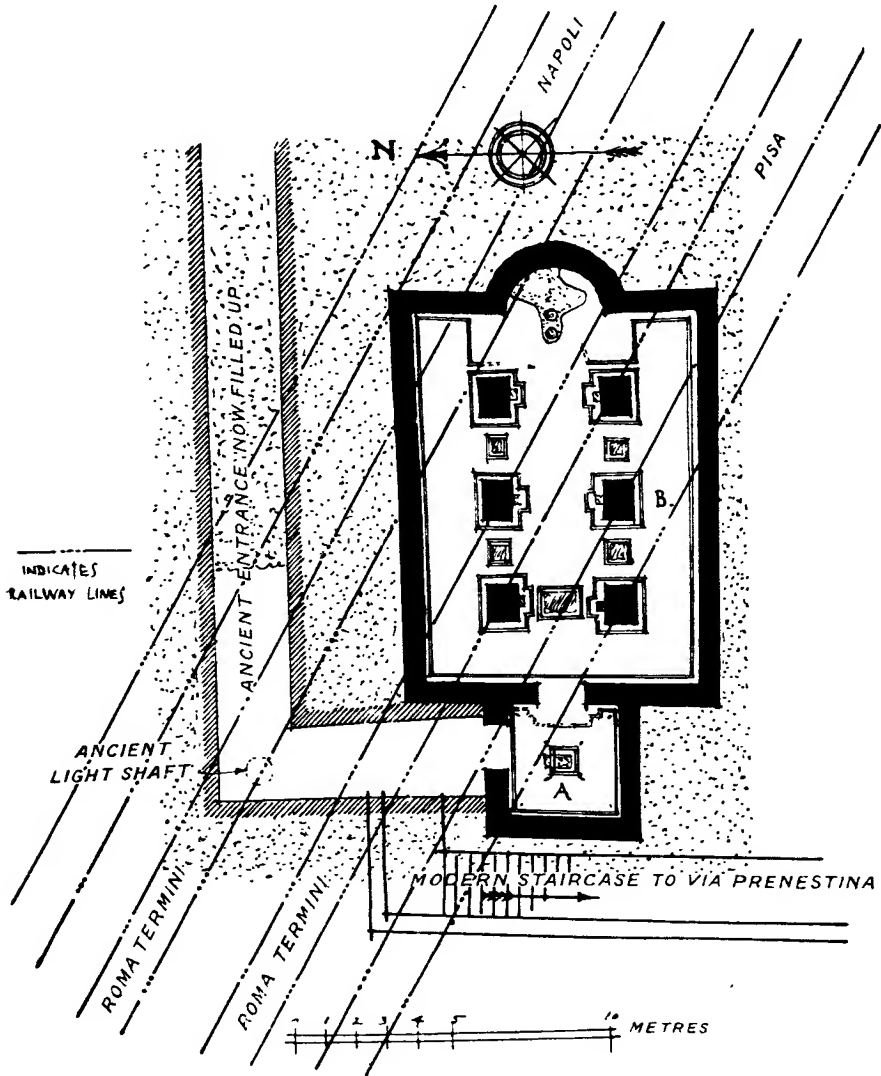 NAPOLI
N
PISA
ANCIENT ENTRANCE NOW FILLED UP
B.
INDICATES
RAILWAY LINES
ANCIENT
LIGHT SHAFT
A
MODERN STAIRCASE TO VIA PRENESTINA
ROMA TERMINI
ROMA TERMINI
1 2 3 4 5 10 METRES